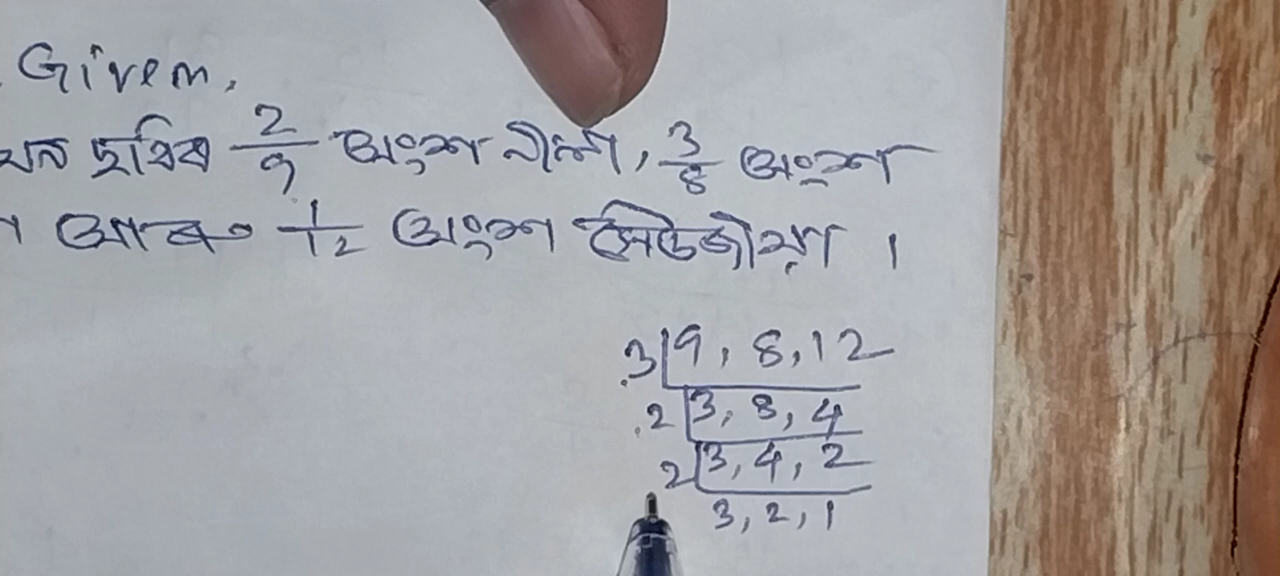 Given,
ছবিৰ 2/9 অংশ নীলা, 3/8 অংশ
আৰু 1/12 অংশ সেউজীয়া ।
3|9, 8, 12
2|3, 8, 4
2|3, 4, 2
3, 2, 1